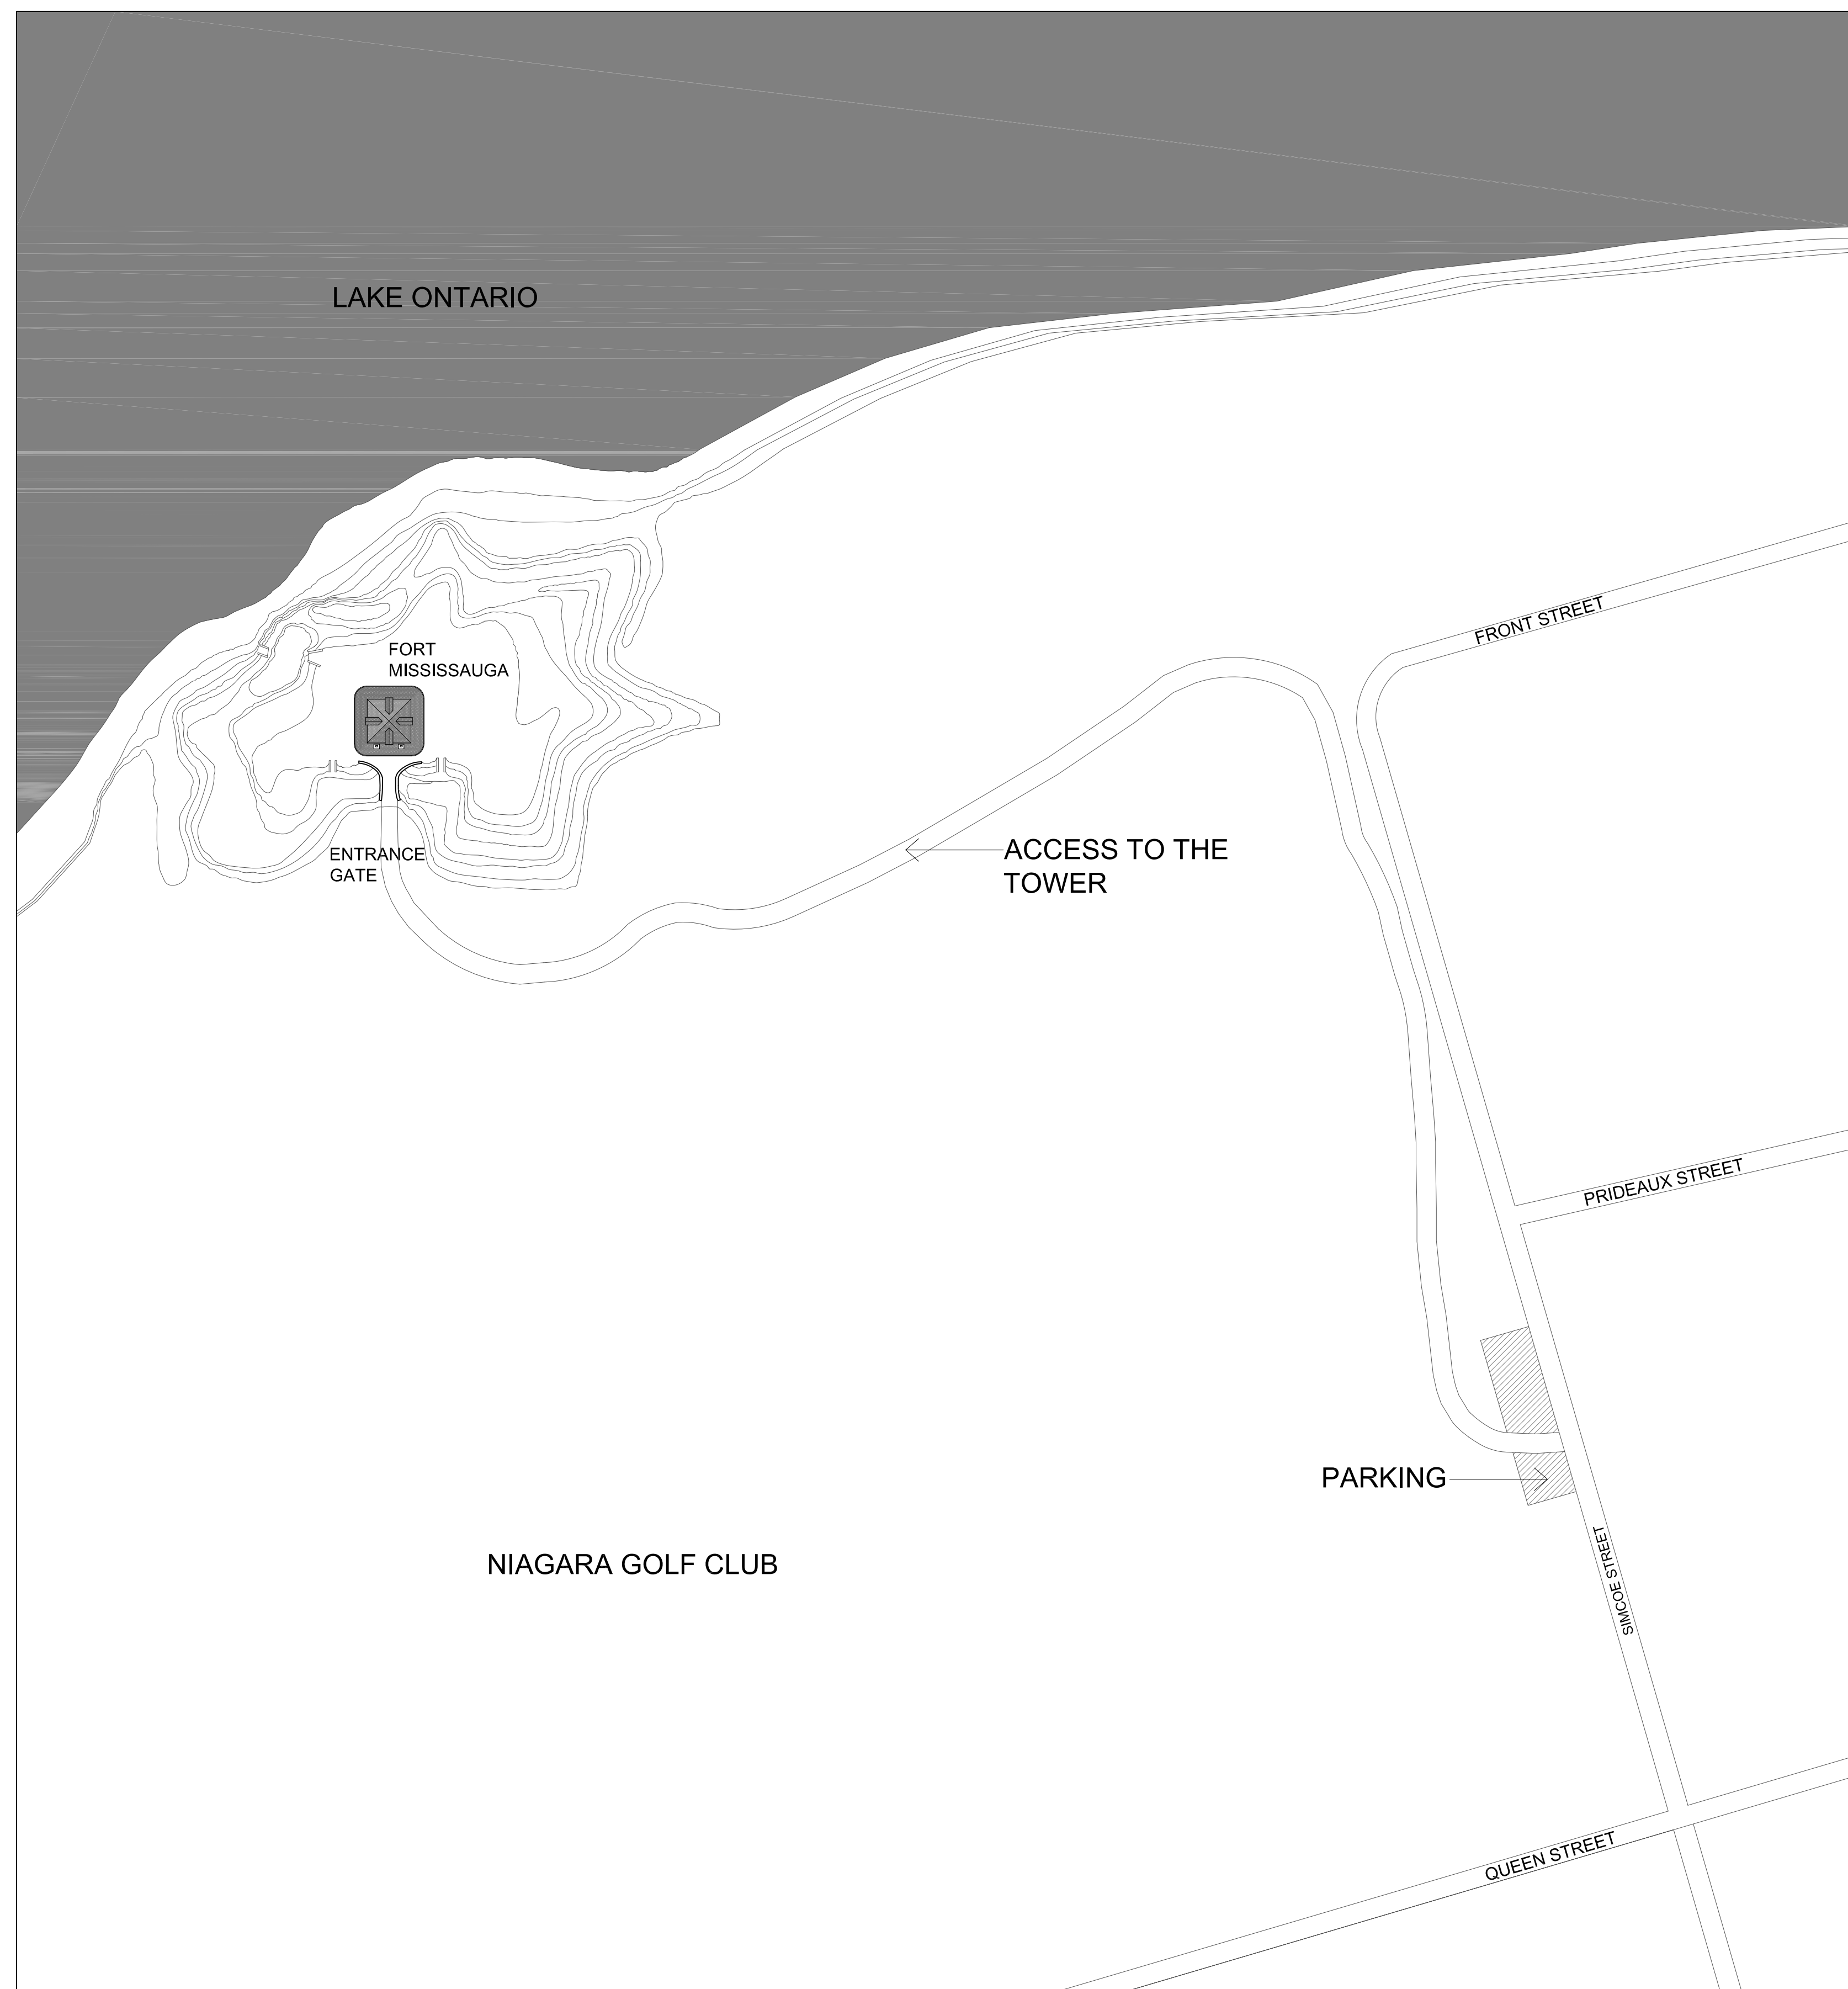 LAKE ONTARIO
FRONT STREET
FORT
MISSISSAUGA
ENTRANCE
GATE
ACCESS TO THE
TOWER
PRIDEAUX STREET
PARKING
NIAGARA GOLF CLUB
SIMCOE STREET
QUEEN STREET